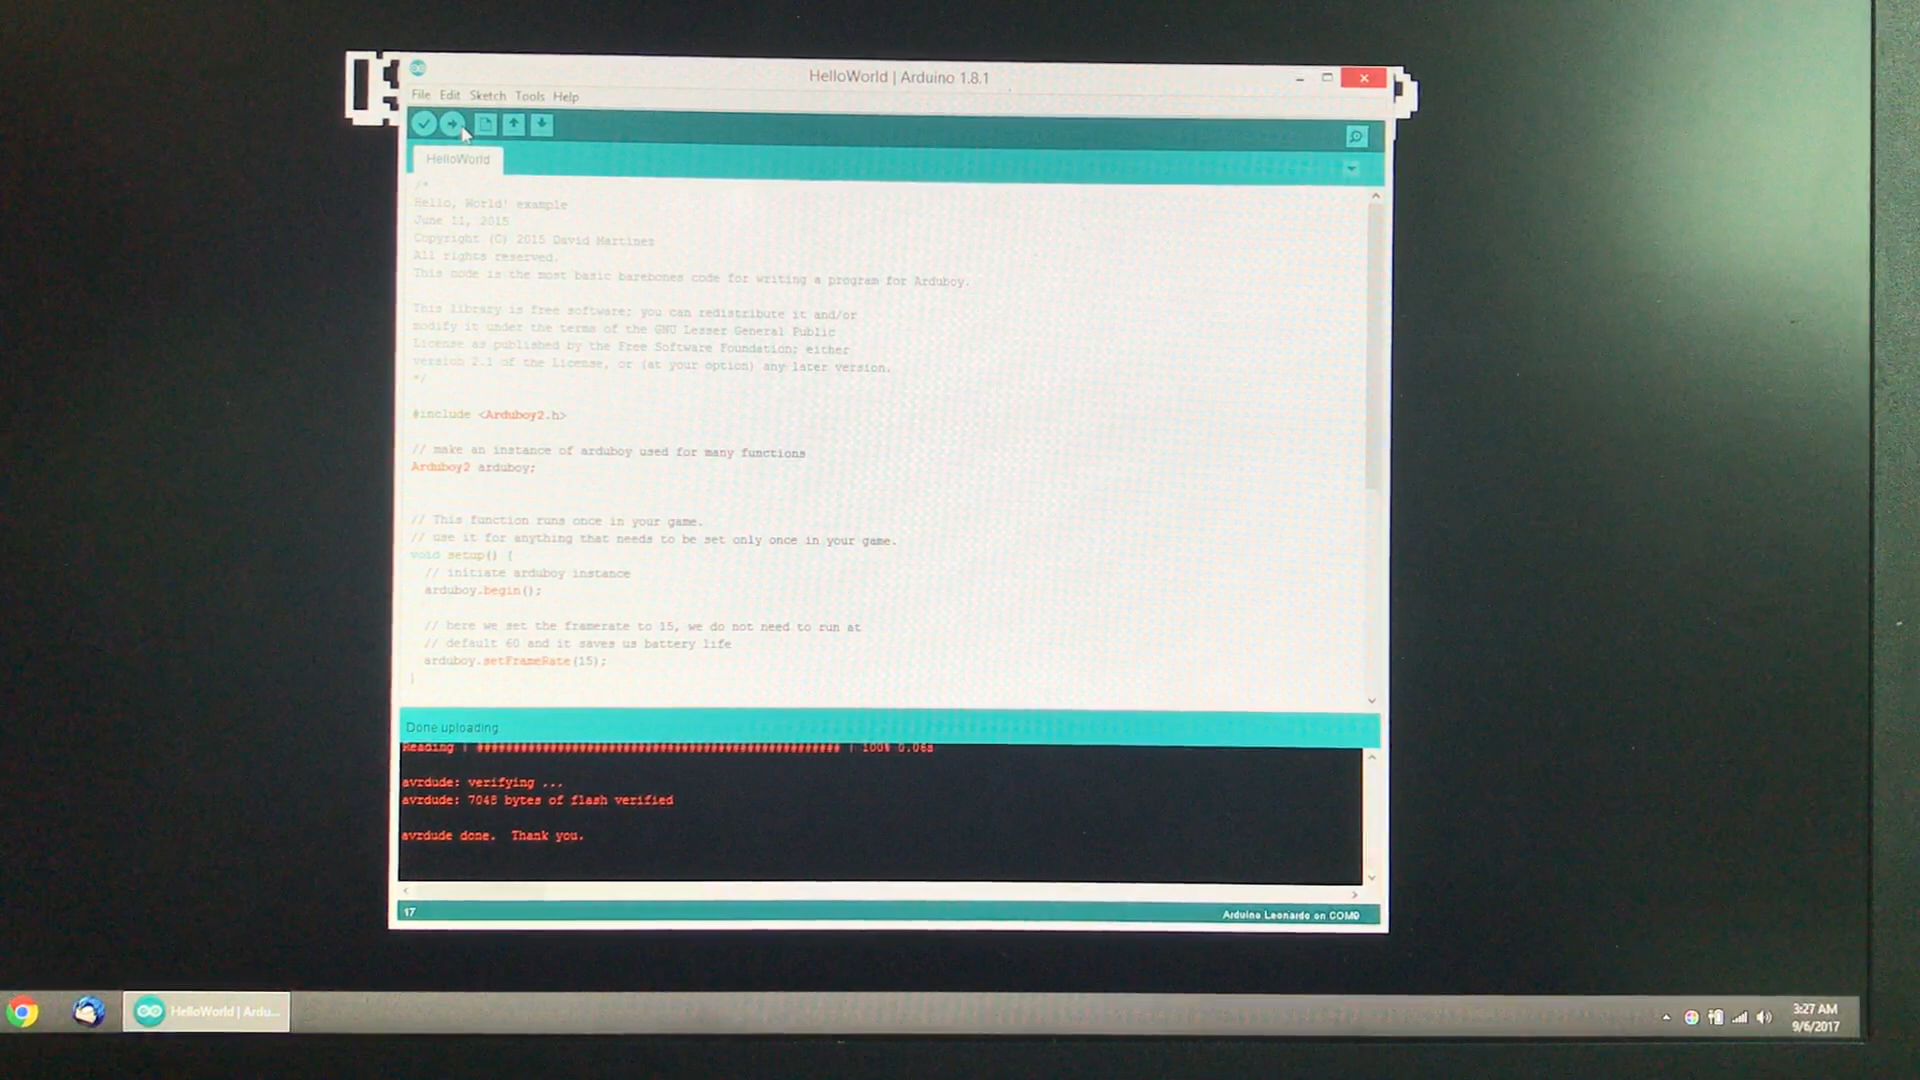 HelloWorld | Arduino 1.8.1
File Edit Sketch Tools Help
HelloWorld
/*
Hello, World! example
June 11, 2015
Copyright (C) 2015 David Martinez
All rights reserved.
This code is the most basic barebones code for writing a program for Arduboy.
This library is free software; you can redistribute it and/or
modify it under the terms of the GNU Lesser General Public
License as published by the Free Software Foundation; either
version 2.1 of the License, or (at your option) any later version.
*/
#include <Arduboy2.h>
// make an instance of arduboy used for many functions
Arduboy2 arduboy;
// This function runs once in your game.
// use it for anything that needs to be set only once in your game.
void setup() {
// initiate arduboy instance
arduboy.begin();
// here we set the framerate to 15, we do not need to run at
// default 60 and it saves us battery life
arduboy.setFrameRate(15);
}
Done uploading
Reading | ################################################## | 100% 0.06s
avrdude: verifying ...
avrdude: 7048 bytes of flash verified
avrdude done. Thank you.
17
Arduino Leonardo on COM9
HelloWorld | Ardu...
3:27 AM
9/6/2017